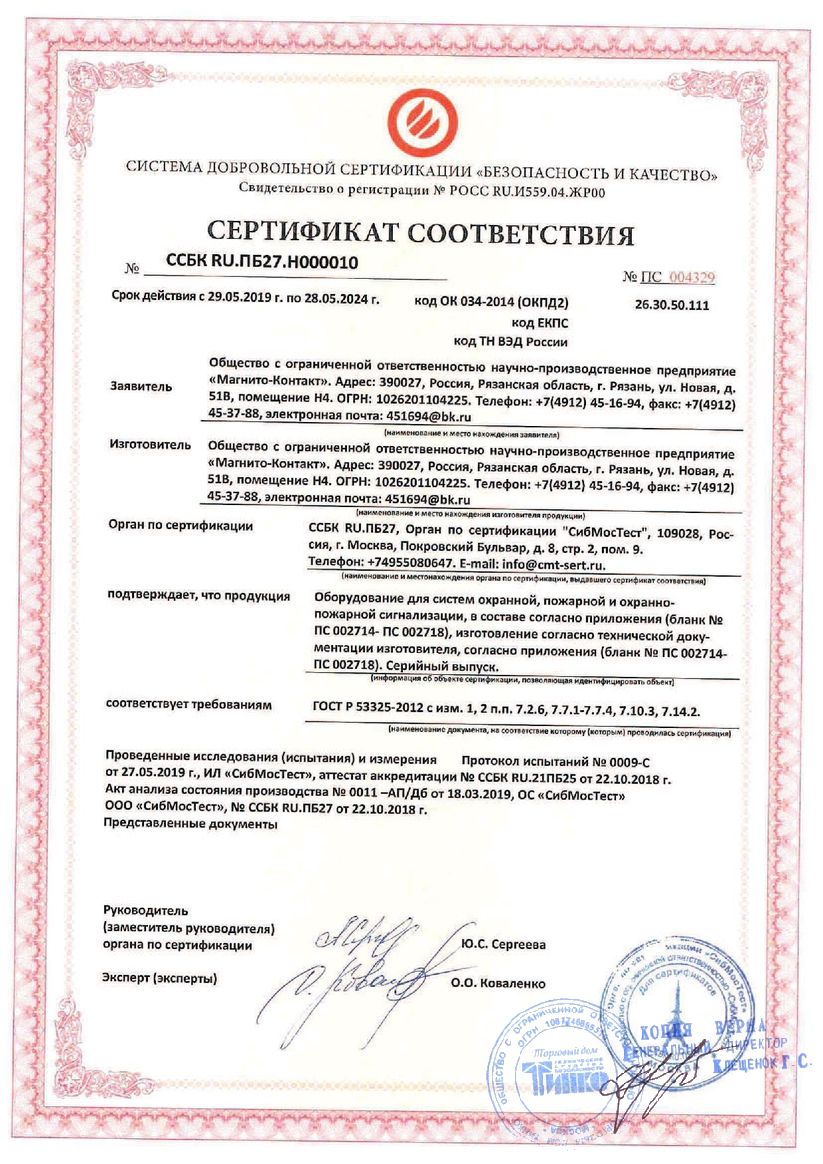 СИСТЕМА ДОБРОВОЛЬНОЙ СЕРТИФИКАЦИИ «БЕЗОПАСНОСТЬ И КАЧЕСТВО»
Свидетельство о регистрации № РОСС RU.И559.04.ЖР00
СЕРТИФИКАТ СООТВЕТСТВИЯ
№ ССБК RU.ПБ27.Н000010
№ ПС 004329
Срок действия с 29.05.2019 г. по 28.05.2024 г. код ОК 034-2014 (ОКПД2) 26.30.50.111
код ЕКПС
код ТН ВЭД России
Заявитель
Общество с ограниченной ответственностью научно-производственное предприятие
«Магнито-Контакт». Адрес: 390027, Россия, Рязанская область, г. Рязань, ул. Новая, д.
51В, помещение Н4. ОГРН: 1026201104225. Телефон: +7(4912) 45-16-94, факс: +7(4912)
45-37-88, электронная почта: 451694@bk.ru
(наименование и место нахождения заявителя)
Изготовитель
Общество с ограниченной ответственностью научно-производственное предприятие
«Магнито-Контакт». Адрес: 390027, Россия, Рязанская область, г. Рязань, ул. Новая, д.
51В, помещение Н4. ОГРН: 1026201104225. Телефон: +7(4912) 45-16-94, факс: +7(4912)
45-37-88, электронная почта: 451694@bk.ru
(наименование и место нахождения изготовителя продукции)
Орган по сертификации
ССБК RU.ПБ27, Орган по сертификации "СибМосТест", 109028, Рос-
сия, г. Москва, Покровский Бульвар, д. 8, стр. 2, пом. 9.
Телефон: +74955080647. E-mail: info@cmt-sert.ru.
(наименование и местонахождения органа по сертификации, выдавшего сертификат соответствия)
подтверждает, что продукция
Оборудование для систем охранной, пожарной и охранно-
пожарной сигнализации, в составе согласно приложения (бланк №
ПС 002714- ПС 002718), изготовление согласно технической доку-
ментации изготовителя, согласно приложения (бланк № ПС 002714-
ПС 002718). Серийный выпуск.
(информация об объекте сертификации, позволяющая идентифицировать объект)
соответствует требованиям
ГОСТ Р 53325-2012 с изм. 1, 2 п.п. 7.2.6, 7.7.1-7.7.4, 7.10.3, 7.14.2.
(наименование документа, на соответствие которому (которым) проводилась сертификация)
Проведенные исследования (испытания) и измерения Протокол испытаний № 0009-С
от 27.05.2019 г., ИЛ «СибМосТест», аттестат аккредитации № ССБК RU.21ПБ25 от 22.10.2018 г.
Акт анализа состояния производства № 0011 –АП/Дб от 18.03.2019, ОС «СибМосТест»
ООО «СибМосТест», № ССБК RU.ПБ27 от 22.10.2018 г.
Представленные документы
Руководитель
(заместитель руководителя)
органа по сертификации
Ю.С. Сергеева
Эксперт (эксперты)
О.О. Коваленко
Для сертификатов
МОСКВА
КОПИЯ ВЕРНА
ГЕНЕРАЛЬНЫЙ ДИРЕКТОР
КЛЕЩЕНОК Г.С.
Торговый дом
ТИНКО